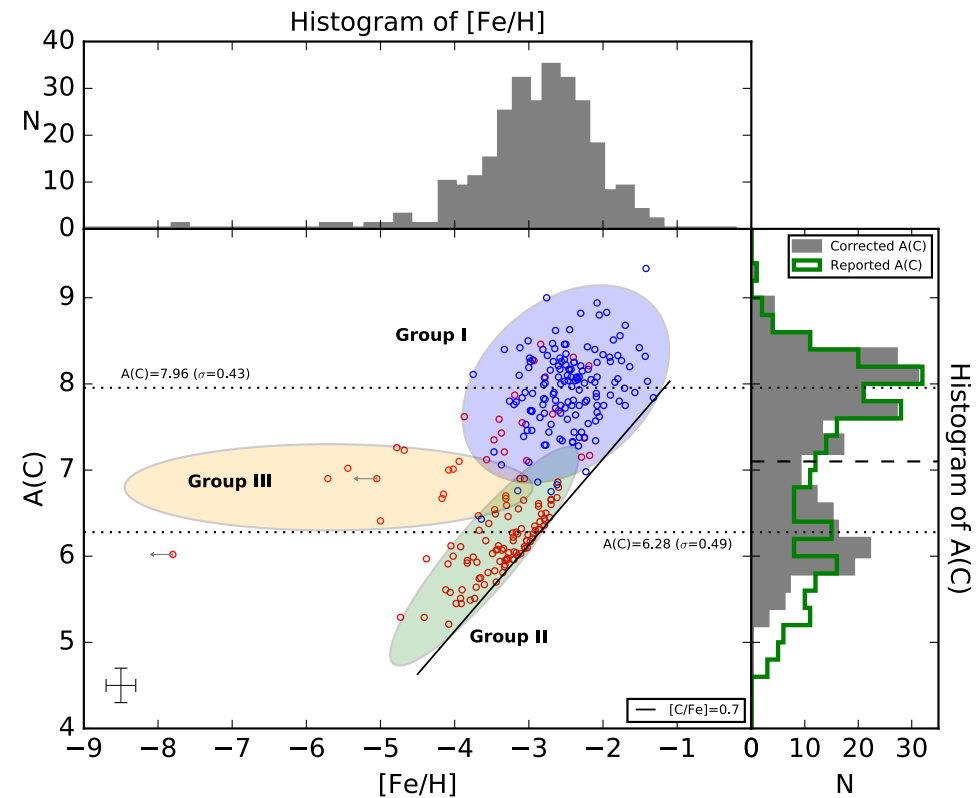 Histogram of [Fe/H]
40
30
N
20
10
0
Corrected A(C)
Reported A(C)
9
Group I
A(C)=7.96 (σ=0.43)
8
7
Group III
A(C)
Histogram of A(C)
6
A(C)=6.28 (σ=0.49)
Group II
5
[C/Fe]=0.7
4
−9 −8 −7 −6 −5 −4 −3 −2 −1 0 10 20 30
[Fe/H] N